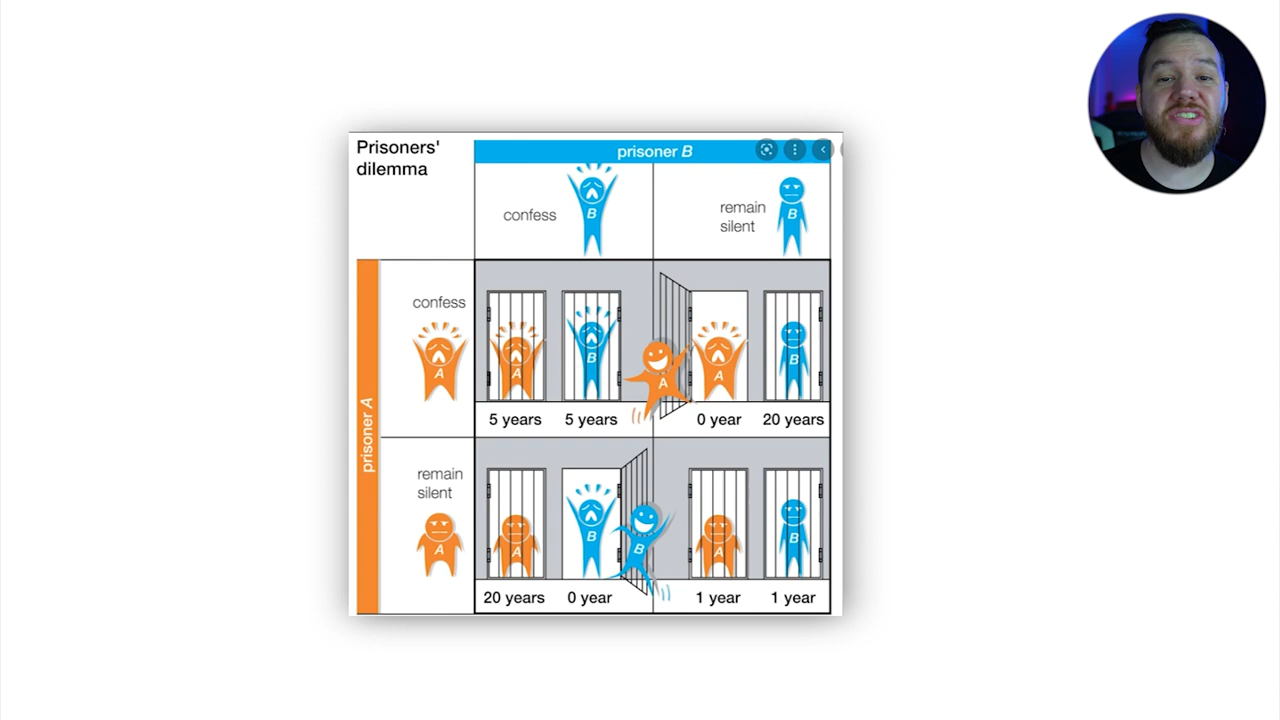 Prisoners'
dilemma
prisoner B
confess
B
remain
silent
B
prisoner A
confess
A
A
B
A
A
B
5 years
5 years
0 year
20 years
remain
silent
A
A
B
B
A
B
20 years
0 year
1 year
1 year